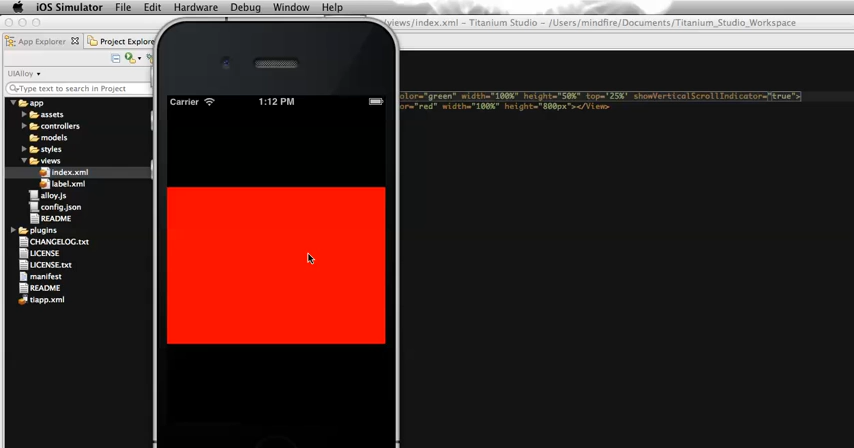 iOS Simulator File Edit Hardware Debug Window Help
/views/index.xml – Titanium Studio – /Users/mindfire/Documents/Titanium_Studio_Workspace
App Explorer Project Explorer
UIAlloy
Type text to search in Project
app
assets
controllers
models
styles
views
index.xml
label.xml
alloy.js
config.json
README
plugins
CHANGELOG.txt
LICENSE
LICENSE.txt
manifest
README
tiapp.xml
Carrier 1:12 PM
color="green" width="100%" height="50%" top='25%' showVerticalScrollIndicator="true">
or="red" width="100%" height="800px"></View>